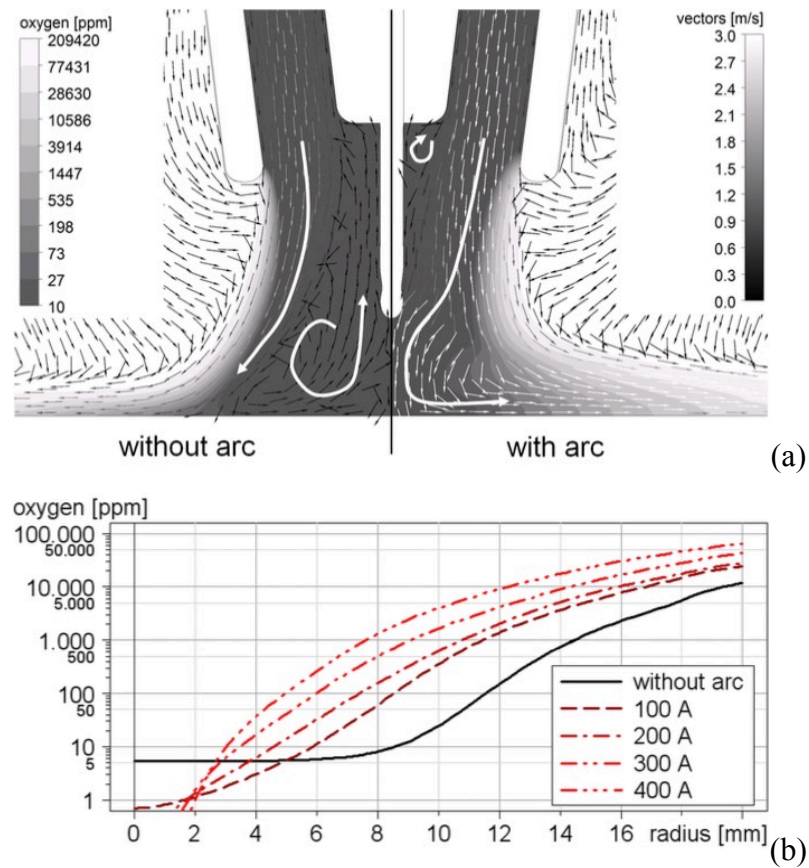 oxygen [ppm]
209420
77431
28630
10586
3914
1447
535
198
73
27
10
vectors [m/s]
3.0
2.7
2.4
2.1
1.8
1.5
1.2
0.9
0.6
0.3
0.0
without arc
with arc
(a)
oxygen [ppm]
100.000
50.000
10.000
5.000
1.000
500
100
50
10
5
1
without arc
100 A
200 A
300 A
400 A
0 2 4 6 8 10 12 14 16 radius [mm]
(b)